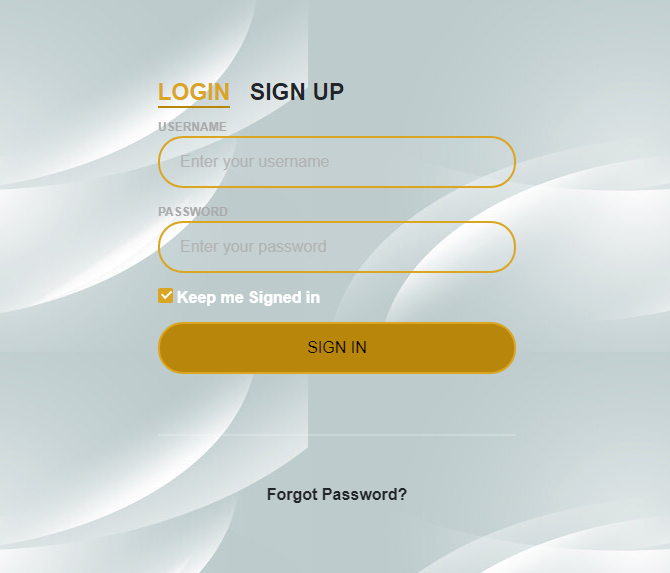 LOGIN SIGN UP
USERNAME
Enter your username
PASSWORD
Enter your password
Keep me Signed in
SIGN IN
Forgot Password?